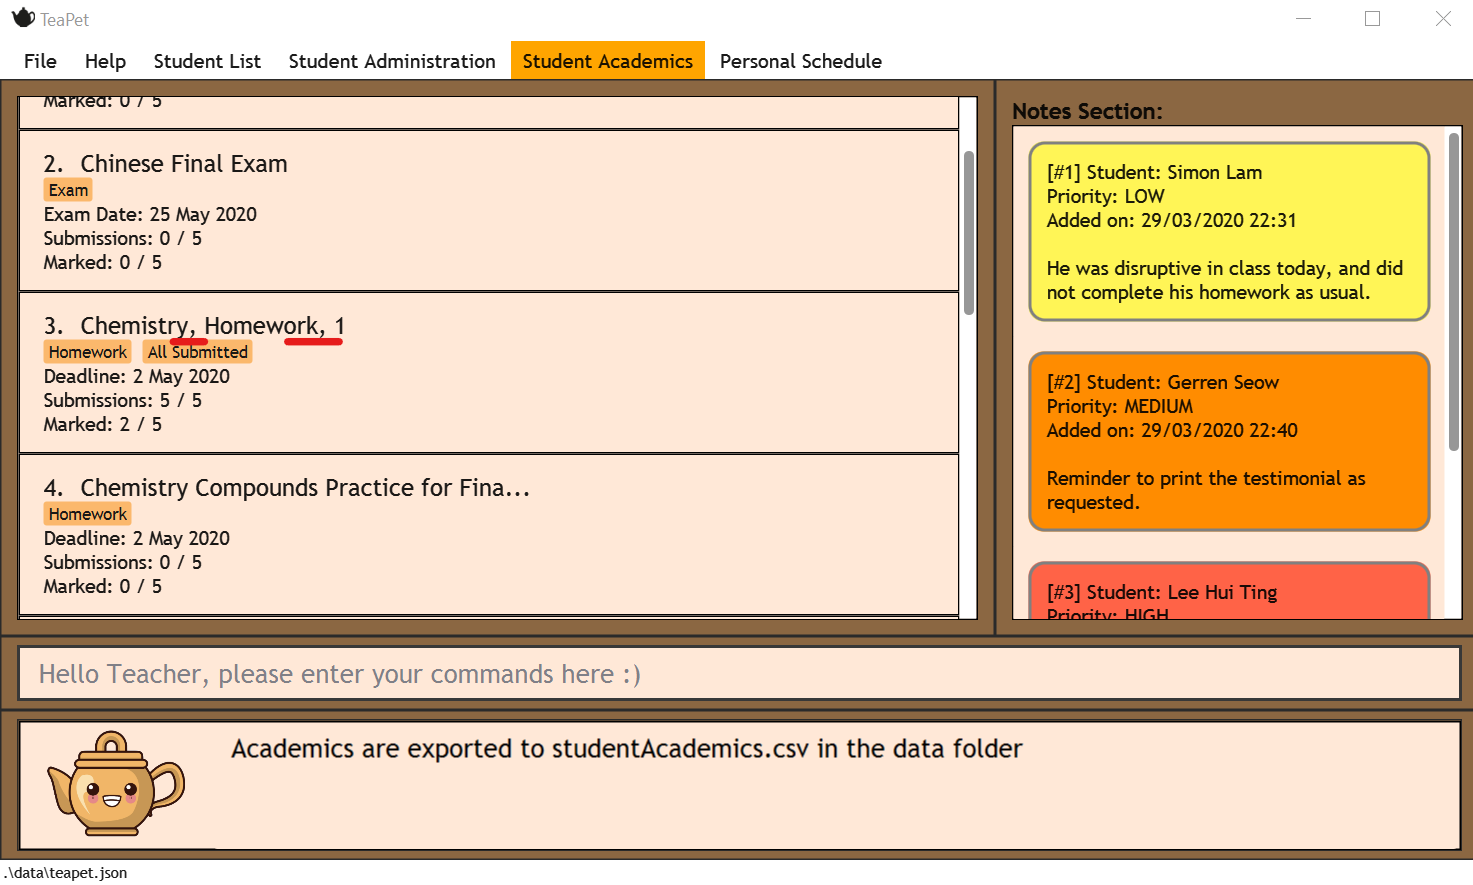 TeaPet
File Help Student List Student Administration Student Academics Personal Schedule
Marked: 0 / 5
2. Chinese Final Exam
Exam
Exam Date: 25 May 2020
Submissions: 0 / 5
Marked: 0 / 5
3. Chemistry, Homework, 1
Homework All Submitted
Deadline: 2 May 2020
Submissions: 5 / 5
Marked: 2 / 5
4. Chemistry Compounds Practice for Fina...
Homework
Deadline: 2 May 2020
Submissions: 0 / 5
Marked: 0 / 5
Notes Section:
[#1] Student: Simon Lam
Priority: LOW
Added on: 29/03/2020 22:31
He was disruptive in class today, and did
not complete his homework as usual.
[#2] Student: Gerren Seow
Priority: MEDIUM
Added on: 29/03/2020 22:40
Reminder to print the testimonial as
requested.
[#3] Student: Lee Hui Ting
Priority: HIGH
Hello Teacher, please enter your commands here :)
Academics are exported to studentAcademics.csv in the data folder
.\data\teapet.json